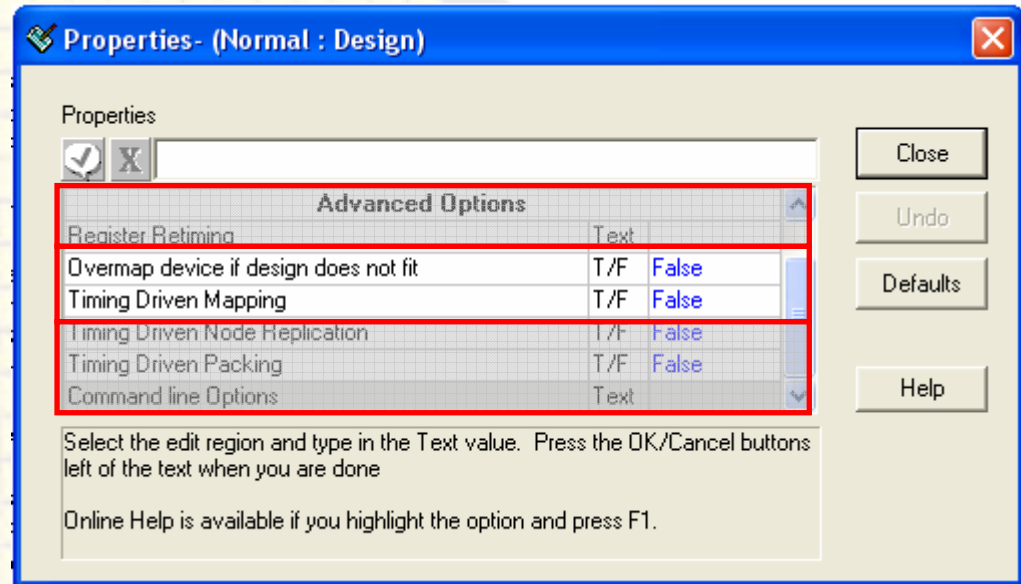 Properties- (Normal : Design)
Properties
X
Close
Advanced Options
Undo
Register Retiming Text
Overmap device if design does not fit T/F False
Defaults
Timing Driven Mapping T/F False
Timing Driven Node Replication T/F False
Timing Driven Packing T/F False
Help
Command line Options Text
Select the edit region and type in the Text value. Press the OK/Cancel buttons
left of the text when you are done
Online Help is available if you highlight the option and press F1.